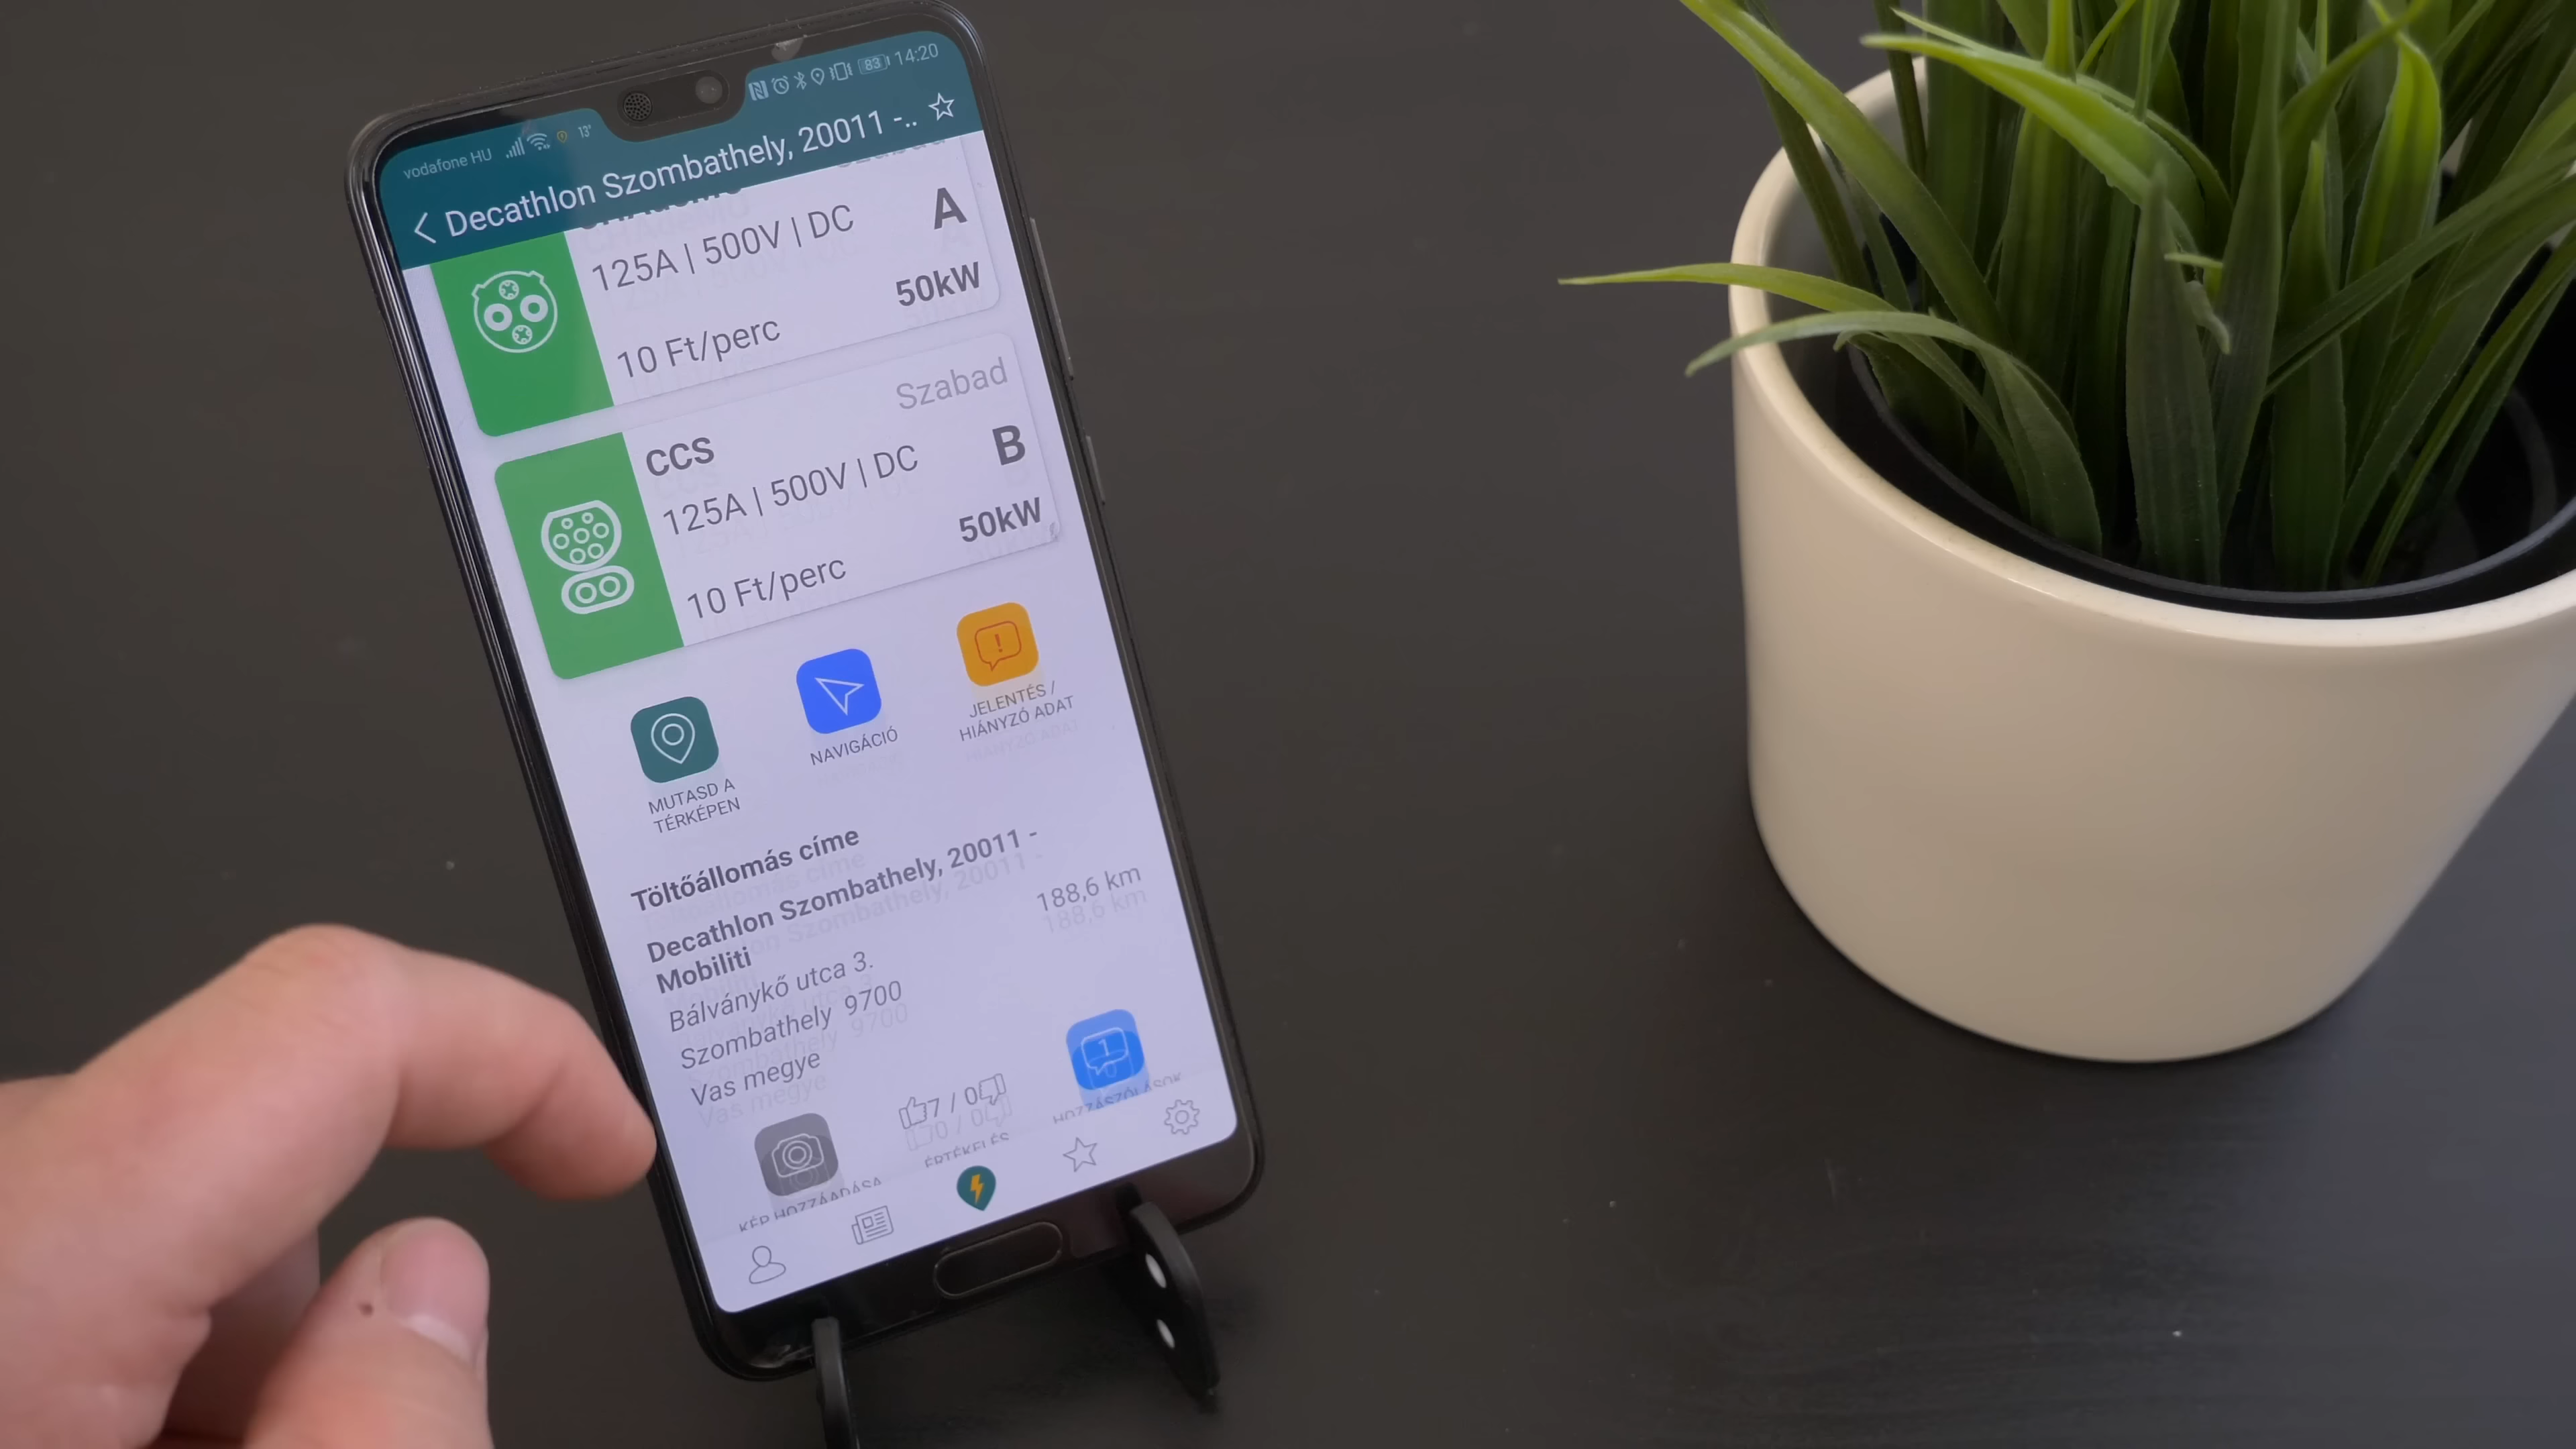 vodafone HU 13° 83 14:20
Decathlon Szombathely, 20011 -..
125A | 500V | DC A
50kW
10 Ft/perc
Szabad
CCS
125A | 500V | DC B
50kW
10 Ft/perc
MUTASD A
TÉRKÉPEN
NAVIGÁCIÓ
JELENTÉS /
HIÁNYZÓ ADAT
Töltőállomás címe
Decathlon Szombathely, 20011 -
Mobiliti
188,6 km
Bálványkő utca 3.
Szombathely 9700
Vas megye
KÉP HOZZÁADÁSA
7 / 0
ÉRTÉKELÉS
1
HOZZÁSZÓLÁSOK